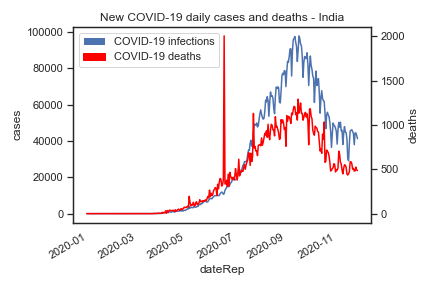 New COVID-19 daily cases and deaths - India
COVID-19 infections
COVID-19 deaths
100000
80000
60000
40000
20000
0
cases
2000
1500
1000
500
0
deaths
2020-01
2020-03
2020-05
2020-07
2020-09
2020-11
dateRep